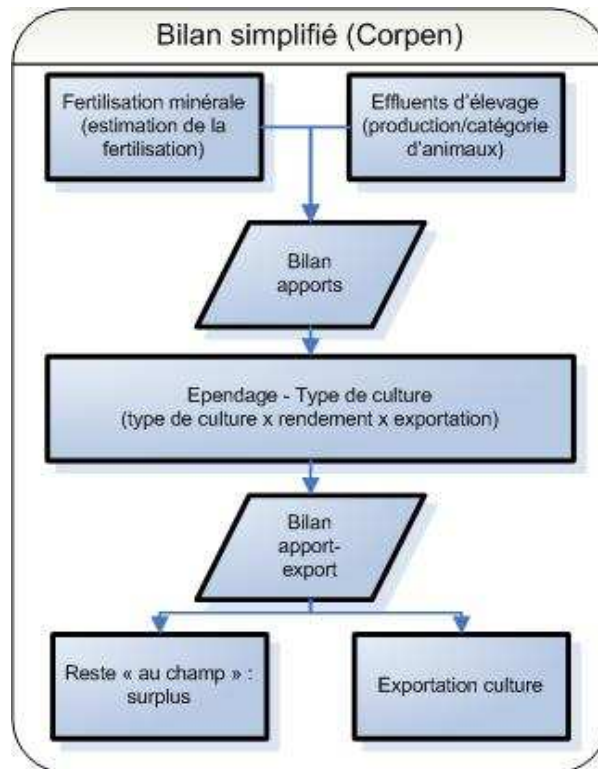 Bilan simplifié (Corpen)
Fertilisation minérale
(estimation de la
fertilisation)
Effluents d'élevage
(production/catégorie
d'animaux)
Bilan
apports
Ependage - Type de culture
(type de culture x rendement x exportation)
Bilan
apport-
export
Reste « au champ » :
surplus
Exportation culture